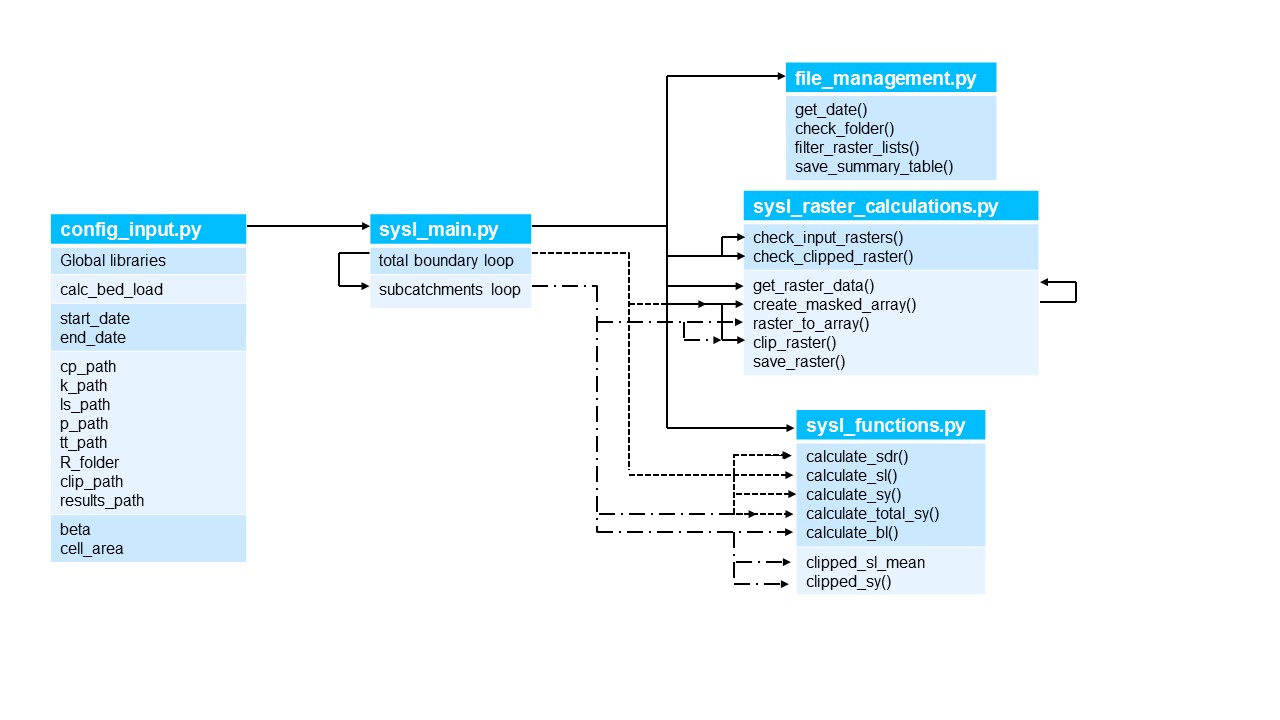 config_input.py
Global libraries
calc_bed_load
start_date
end_date
cp_path
k_path
ls_path
p_path
tt_path
R_folder
clip_path
results_path
beta
cell_area
sysl_main.py
total boundary loop
subcatchments loop
file_management.py
get_date()
check_folder()
filter_raster_lists()
save_summary_table()
sysl_raster_calculations.py
check_input_rasters()
check_clipped_raster()
get_raster_data()
create_masked_array()
raster_to_array()
clip_raster()
save_raster()
sysl_functions.py
calculate_sdr()
calculate_sl()
calculate_sy()
calculate_total_sy()
calculate_bl()
clipped_sl_mean
clipped_sy()